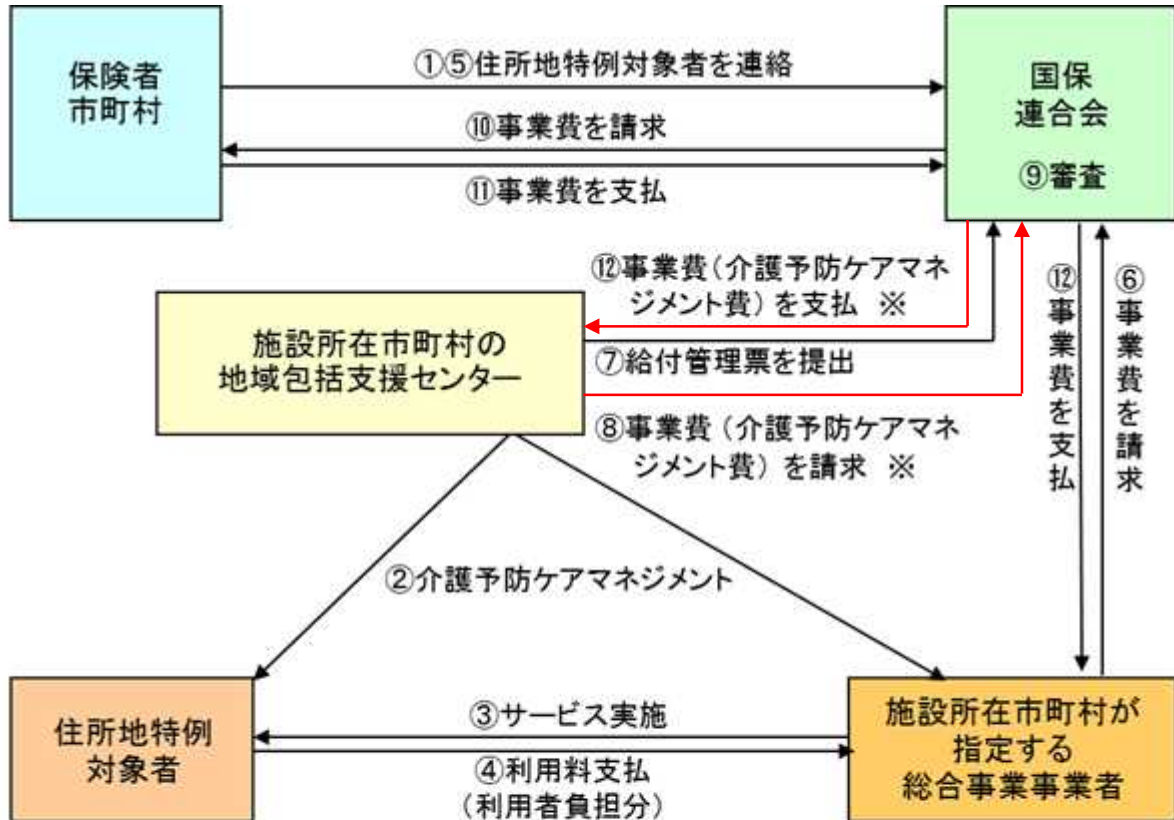 保険者
市町村
①⑤住所地特例対象者を連絡
国保
連合会
⑨審査
⑩事業費を請求
⑪事業費を支払
施設所在市町村の
地域包括支援センター
⑫事業費（介護予防ケアマネ
ジメント費）を支払 ※
⑦給付管理票を提出
⑧事業費（介護予防ケアマネ
ジメント費）を請求 ※
⑫事業費を支払
⑥事業費を請求
②介護予防ケアマネジメント
住所地特例
対象者
③サービス実施
④利用料支払
（利用者負担分）
施設所在市町村が
指定する
総合事業事業者